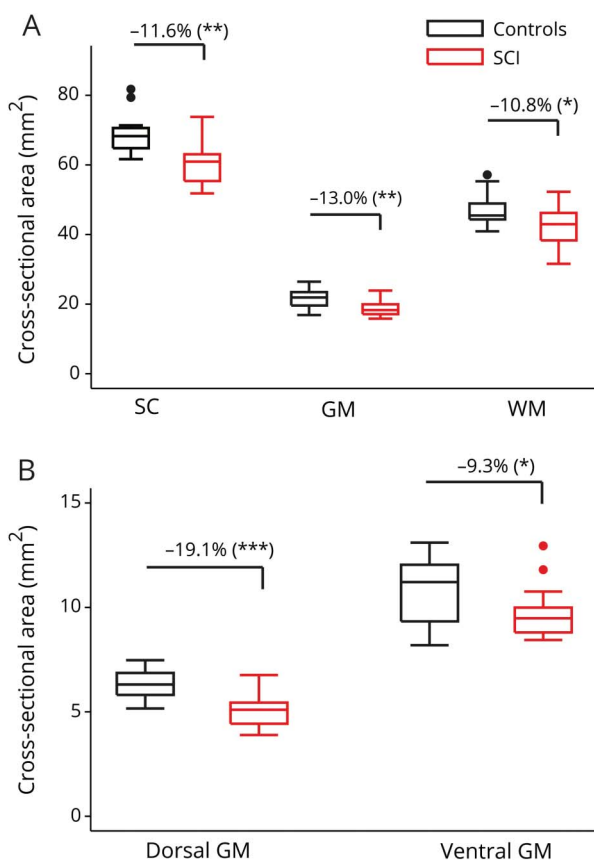 A
–11.6% (**)
Controls
SCI
–10.8% (*)
–13.0% (**)
Cross-sectional area (mm²)
80
60
40
20
0
SC
GM
WM
B
–9.3% (*)
–19.1% (***)
Cross-sectional area (mm²)
15
10
5
0
Dorsal GM
Ventral GM